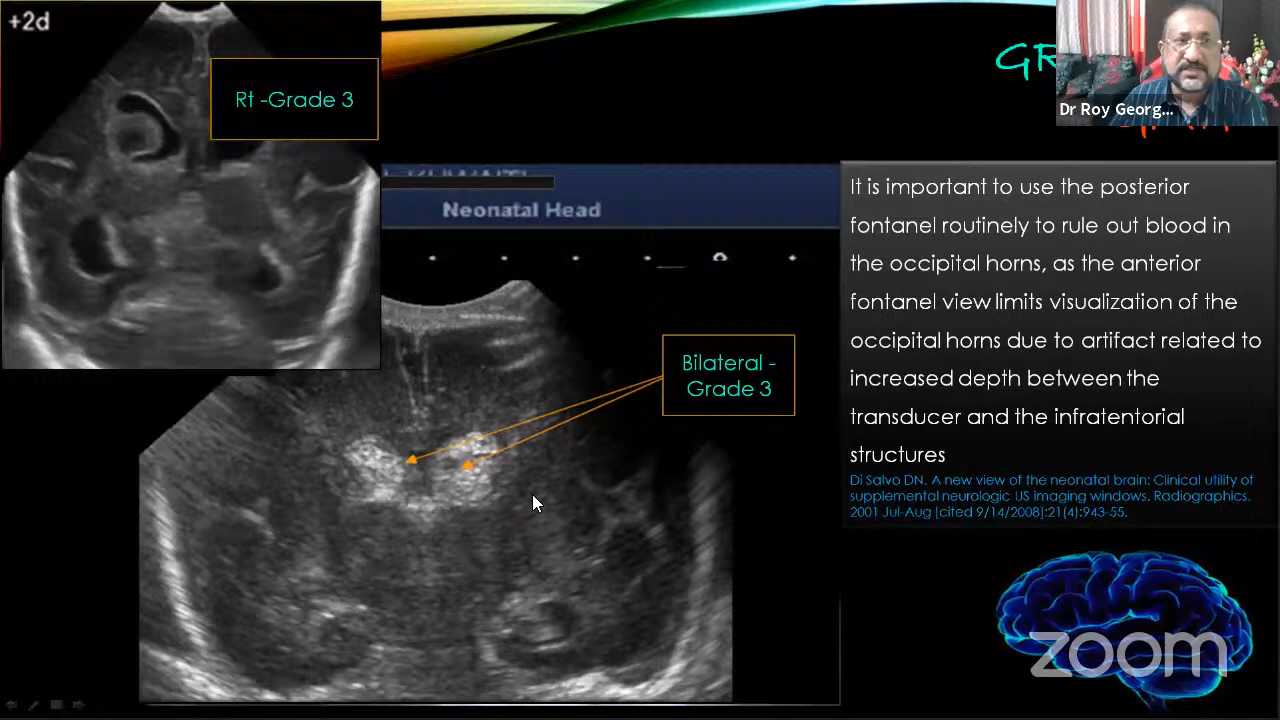 +2d
Rt -Grade 3
Dr Roy Georg...
Neonatal Head
Bilateral -
Grade 3
It is important to use the posterior
fontanel routinely to rule out blood in
the occipital horns, as the anterior
fontanel view limits visualization of the
occipital horns due to artifact related to
increased depth between the
transducer and the infratentorial
structures
Di Salvo DN. A new view of the neonatal brain: Clinical utility of
supplemental neurologic US imaging windows. Radiographics.
2001 Jul-Aug [cited 9/14/2008];21(4):943-55.
zoom